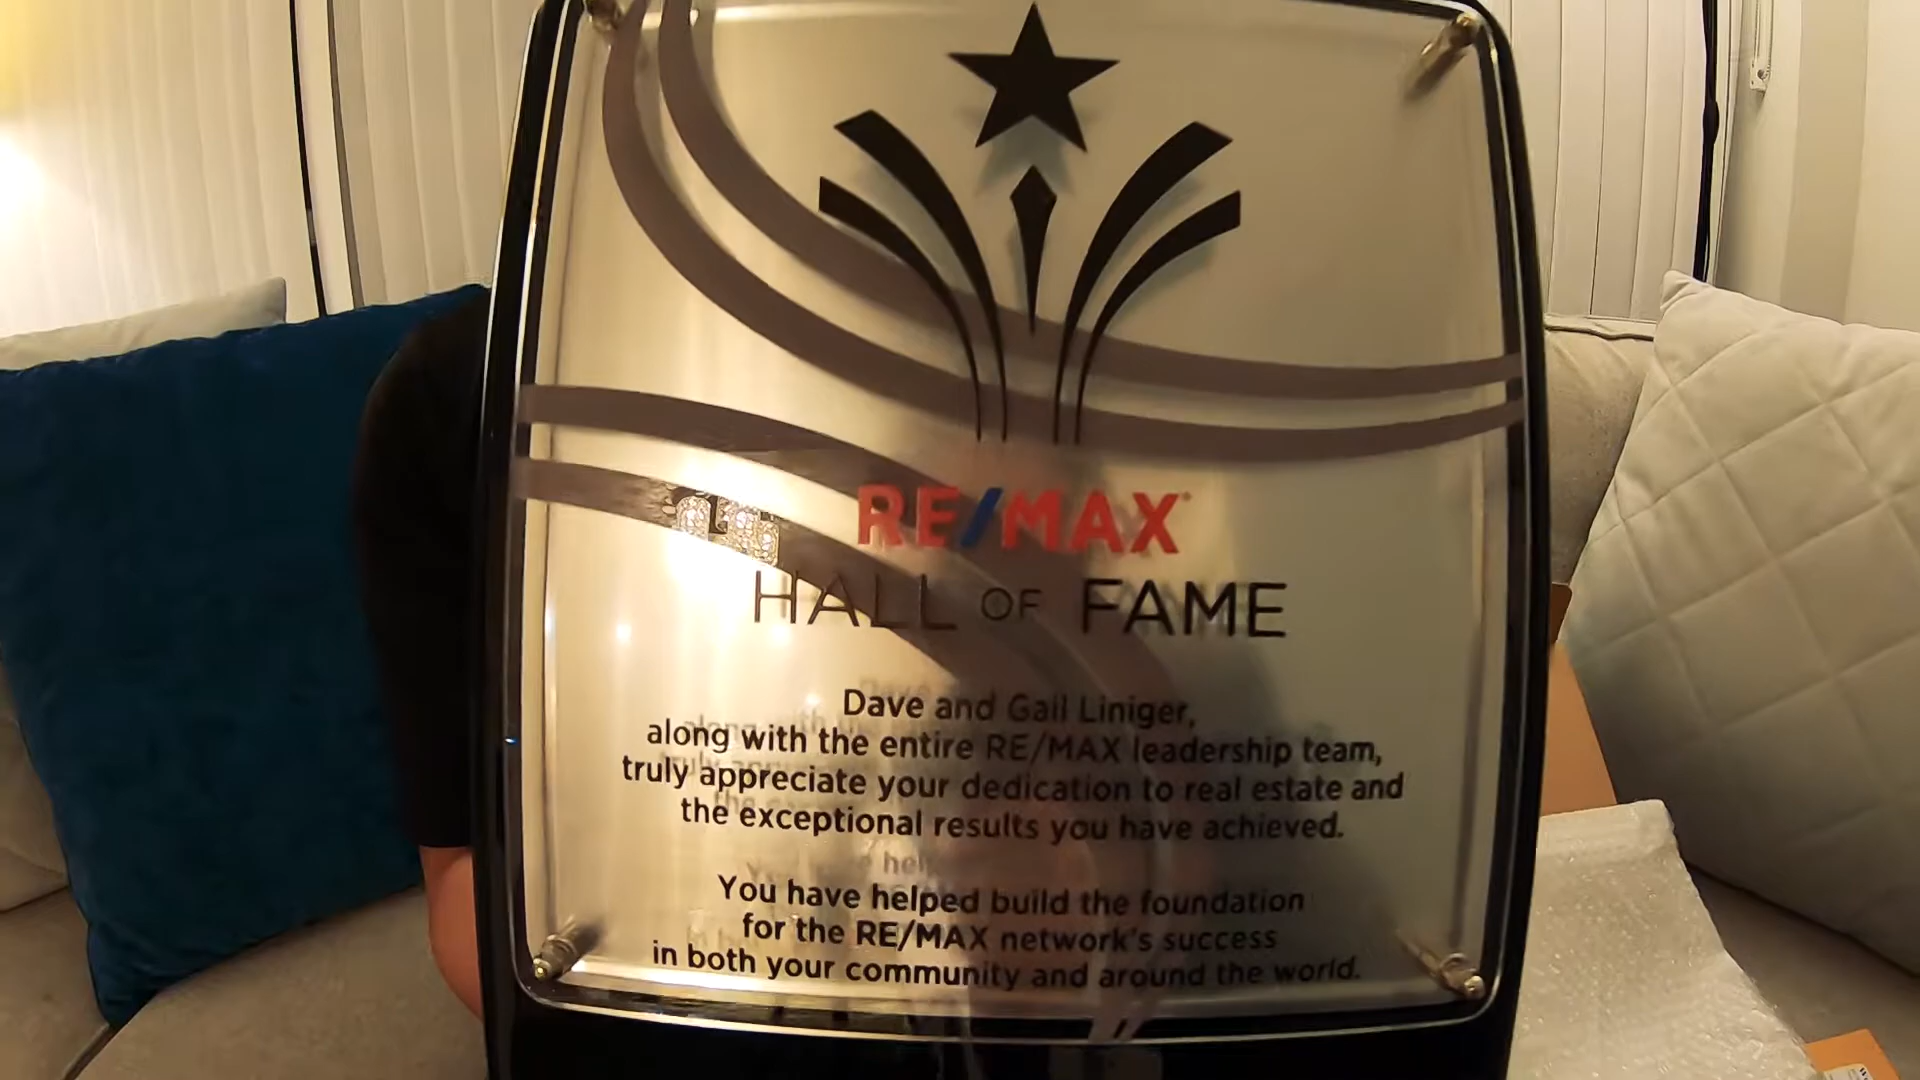 RE/MAX
HALL OF FAME
Dave and Gail Liniger,
along with the entire RE/MAX leadership team,
truly appreciate your dedication to real estate and
the exceptional results you have achieved.
You have helped build the foundation
for the RE/MAX network's success
in both your community and around the world.